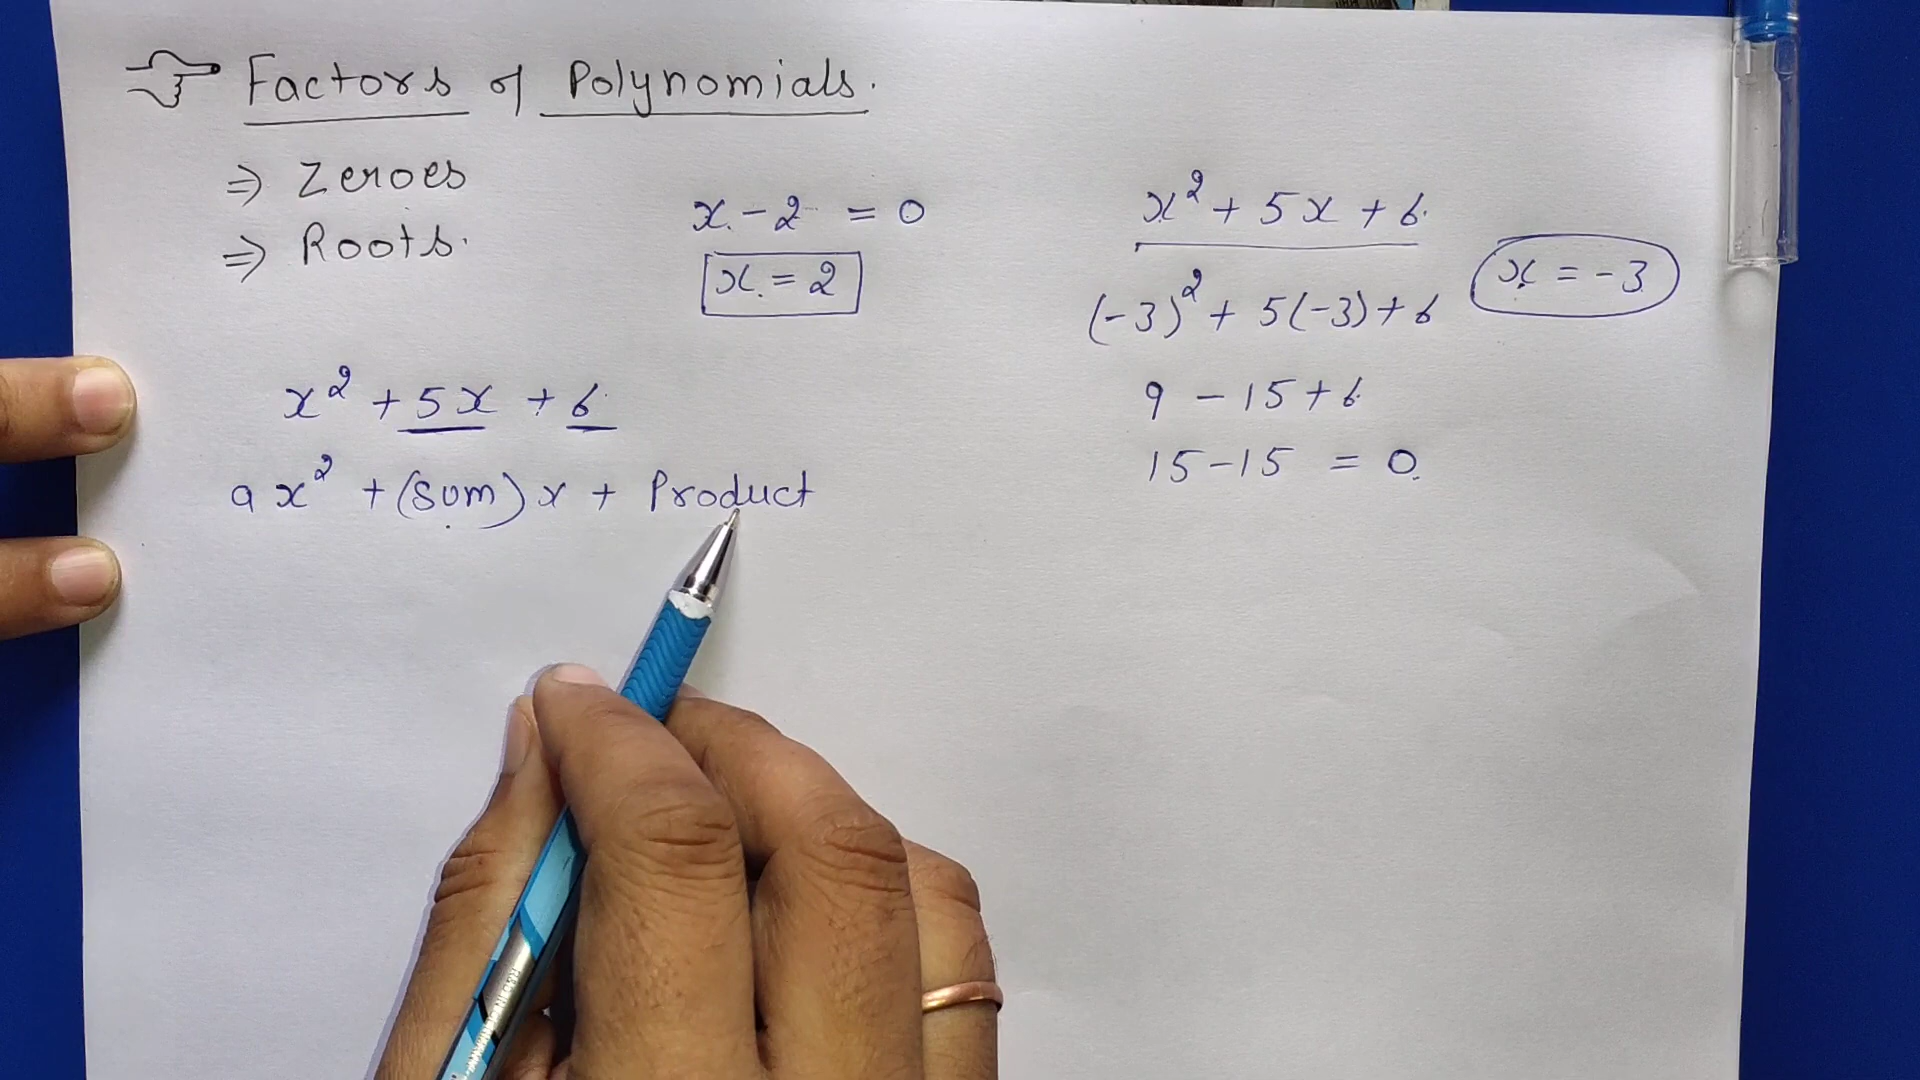 Factors of Polynomials.
⇒ Zeroes
⇒ Roots.
x - 2 = 0
x = 2
x² + 5x + 6
ax² + (Sum)x + Product
x² + 5x + 6
x = -3
(-3)² + 5(-3) + 6
9 - 15 + 6
15 - 15 = 0